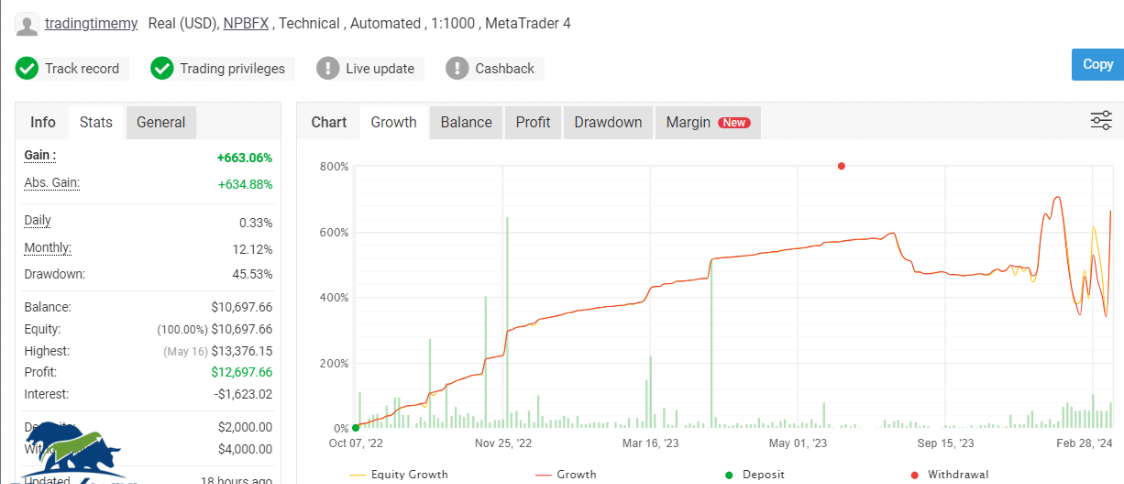 tradingtimemy Real (USD), NPBFX , Technical , Automated , 1:1000 , MetaTrader 4
Track record Trading privileges Live update Cashback
Copy
Info Stats General
Gain : +663.06%
Abs. Gain: +634.88%
Daily 0.33%
Monthly: 12.12%
Drawdown: 45.53%
Balance: $10,697.66
Equity: (100.00%) $10,697.66
Highest: (May 16) $13,376.15
Profit: $12,697.66
Interest: -$1,623.02
$2,000.00
$4,000.00
Updated 18 hours ago
Chart Growth Balance Profit Drawdown Margin New
800%
600%
400%
200%
0%
Oct 07, '22 Nov 25, '22 Mar 16, '23 May 01, '23 Sep 15, '23 Feb 28, '24
Equity Growth Growth Deposit Withdrawal